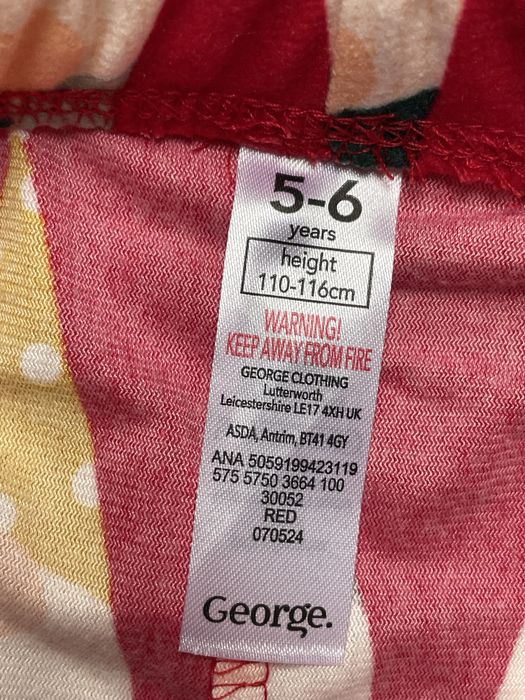 5-6
years
height
110-116cm
WARNING!
KEEP AWAY FROM FIRE
GEORGE CLOTHING
Lutterworth
Leicestershire LE17 4XH UK
ASDA, Antrim, BT41 4GY
ANA 5059199423119
575 5750 3664 100
30052
RED
070524
George.